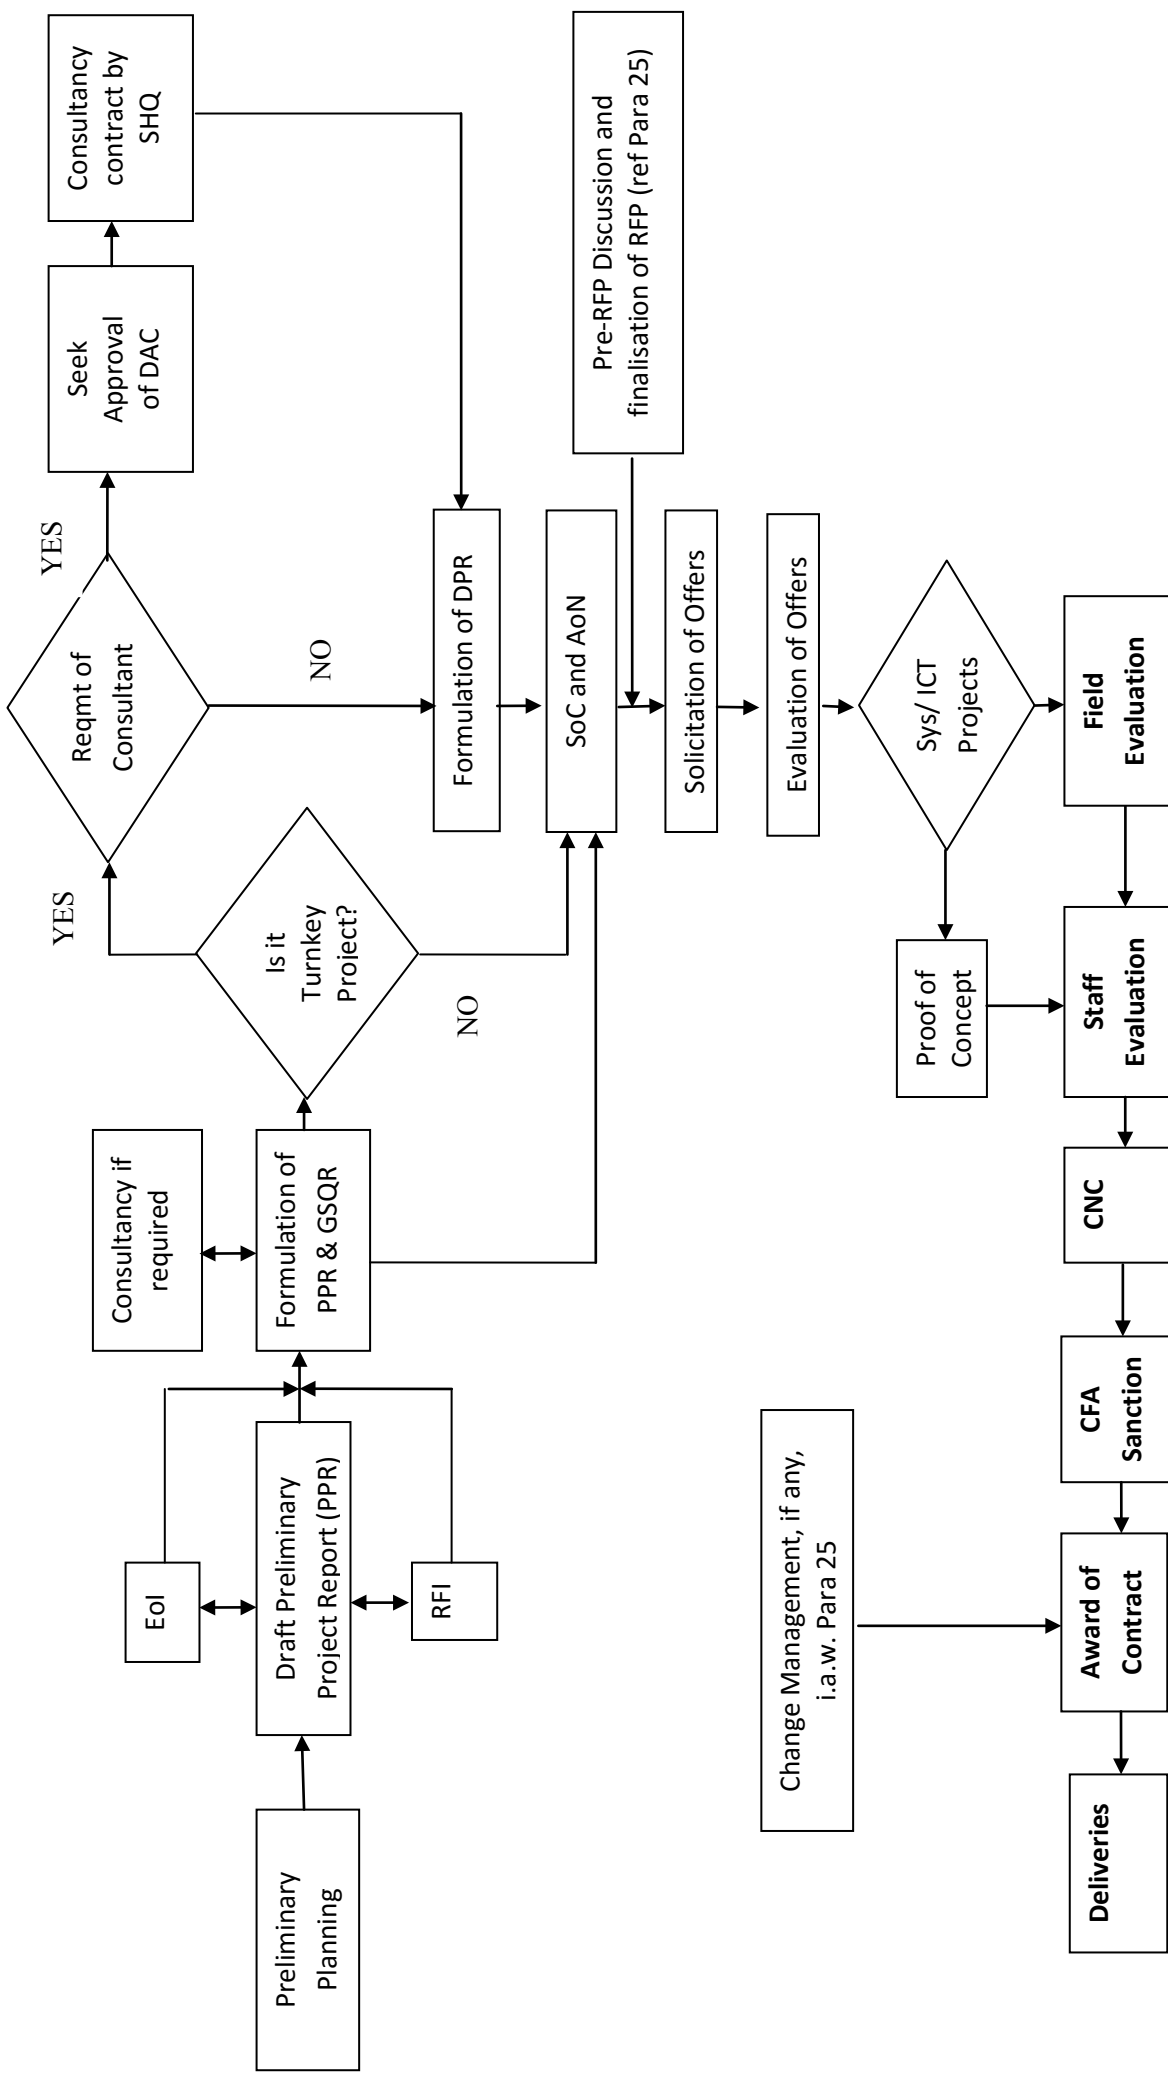 Preliminary
Planning
EoI
Draft Preliminary
Project Report (PPR)
RFI
Consultancy if
required
Formulation of
PPR & GSQR
Is it
Turnkey
Project?
YES
NO
Reqmt of
Consultant
YES
NO
Seek
Approval
of DAC
Consultancy
contract by
SHQ
Formulation of DPR
SoC and AoN
Pre-RFP Discussion and
finalisation of RFP (ref Para 25)
Solicitation of Offers
Evaluation of Offers
Sys/ ICT
Projects
Proof of
Concept
Field
Evaluation
Staff
Evaluation
CNC
CFA
Sanction
Change Management, if any,
i.a.w. Para 25
Award of
Contract
Deliveries